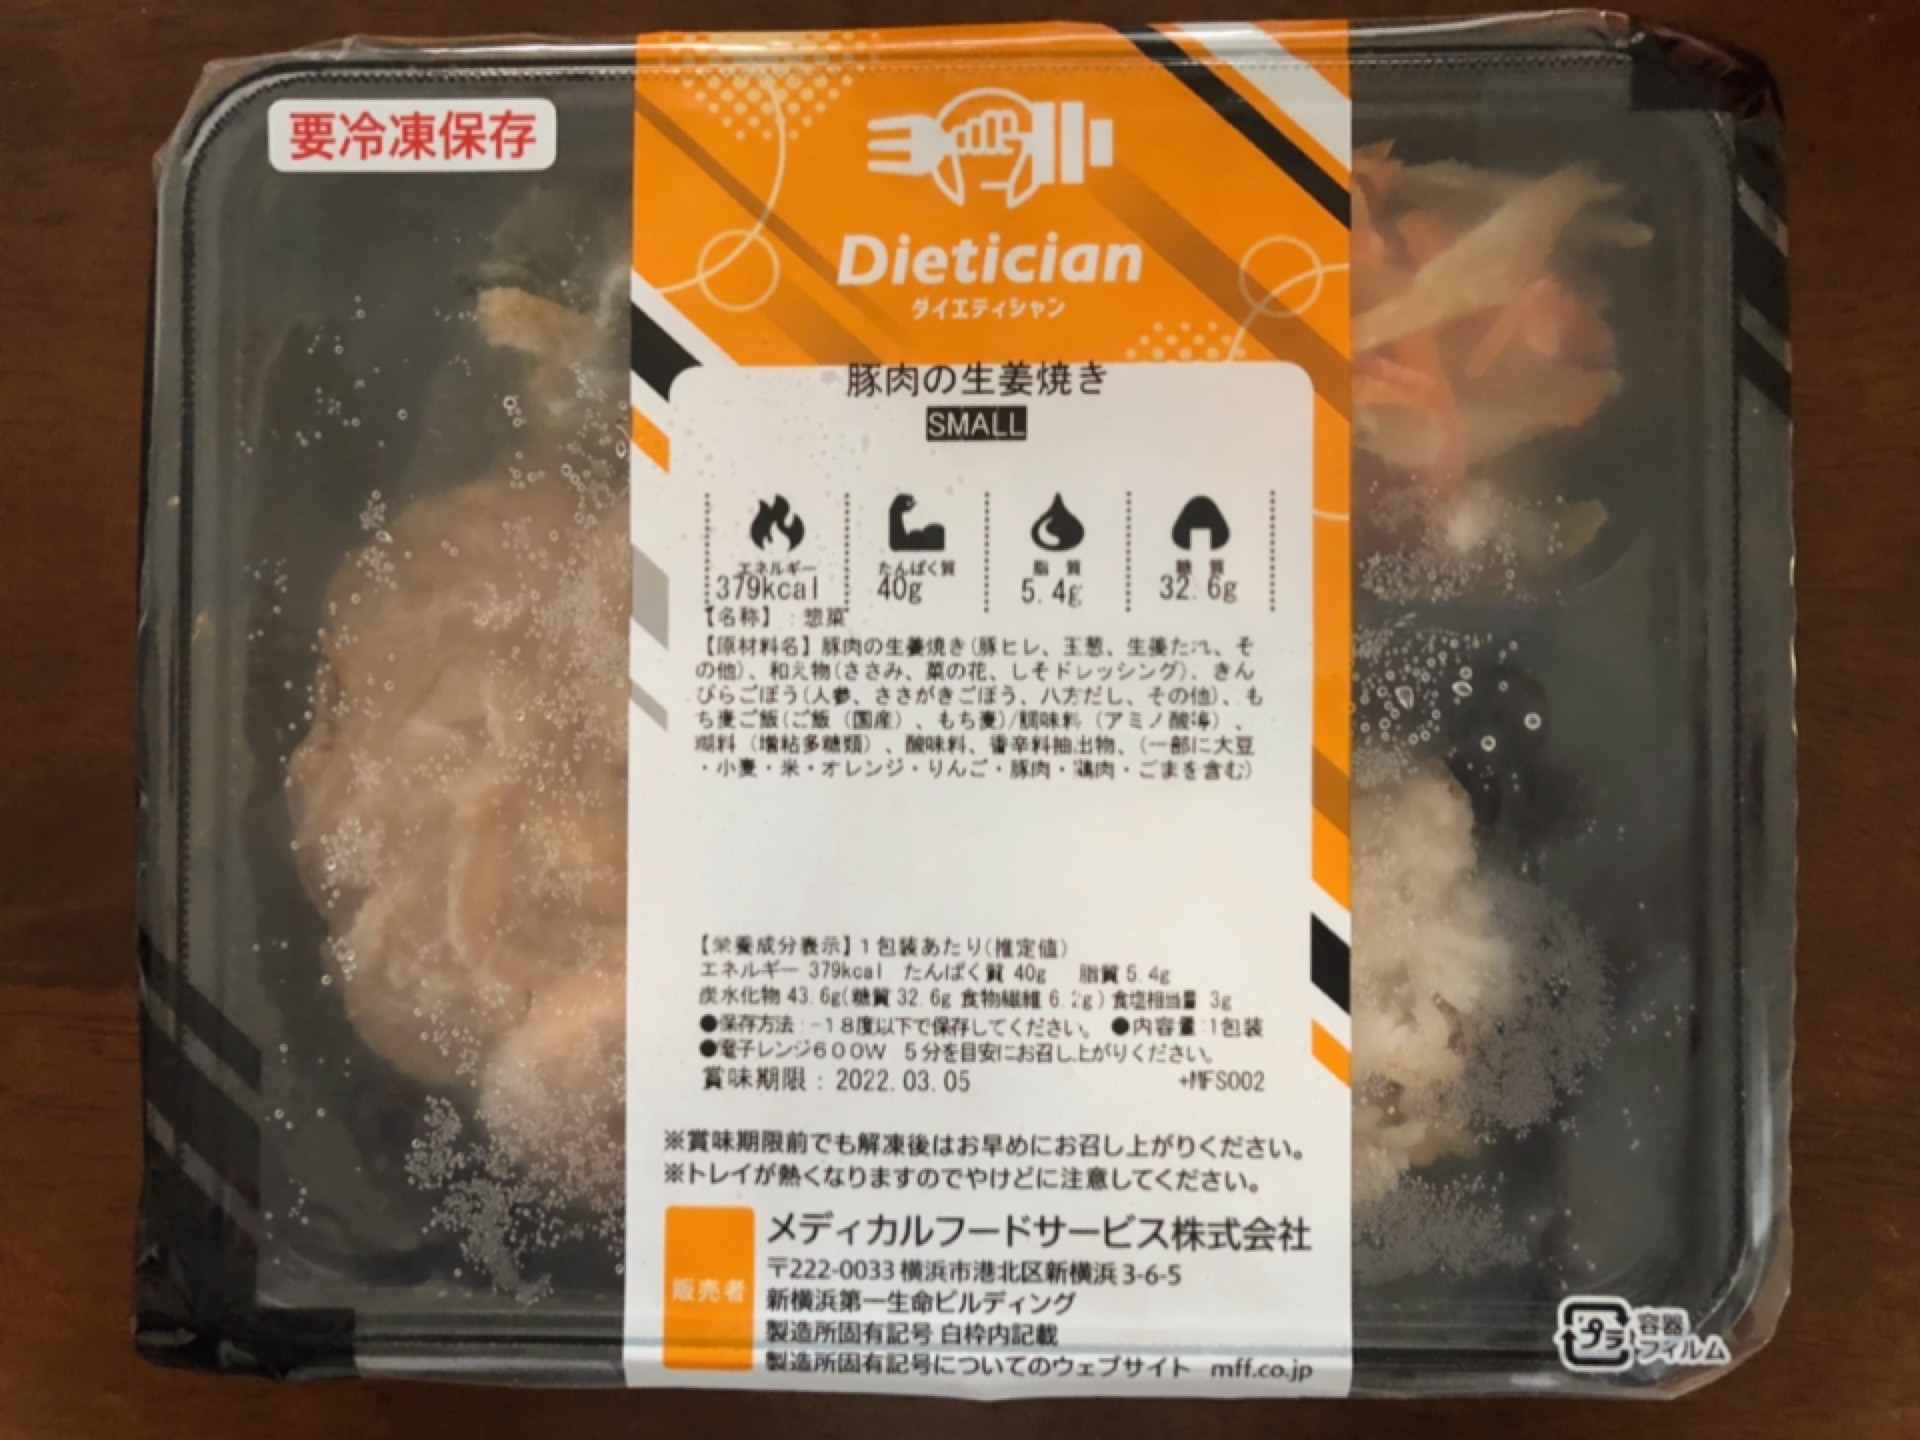 要冷凍保存
Dietician
ダイエティシャン
豚肉の生姜焼き
SMALL
エネルギー たんぱく質 脂質 糖質
379kcal 40g 5.4g 32.6g
【名称】:惣菜
【原材料名】豚肉の生姜焼き(豚ヒレ、玉葱、生姜たれ、そ
の他)、和え物(ささみ、菜の花、しそドレッシング)、きん
ぴらごぼう(人参、ささがきごぼう、八方だし、その他)、も
ち麦ご飯(ご飯(国産)、もち麦)/調味料(アミノ酸等)、
糊料(増粘多糖類)、酸味料、香辛料抽出物、(一部に大豆
・小麦・米・オレンジ・りんご・豚肉・鶏肉・ごまを含む)
【栄養成分表示】1包装あたり(推定値)
エネルギー 379kcal たんぱく質 40g 脂質 5.4g
炭水化物 43.6g(糖質 32.6g 食物繊維 6.2g) 食塩相当量 3g
●保存方法:-18度以下で保存してください。 ●内容量:1包装
●電子レンジ600W 5分を目安にお召し上がりください。
賞味期限:2022.03.05 +MFS002
※賞味期限前でも解凍後はお早めにお召し上がりください。
※トレイが熱くなりますのでやけどに注意してください。
販売者
メディカルフードサービス株式会社
〒222-0033 横浜市港北区新横浜 3-6-5
新横浜第一生命ビルディング
製造所固有記号 白枠内記載
製造所固有記号についてのウェブサイト mff.co.jp
プラ
容器
フィルム